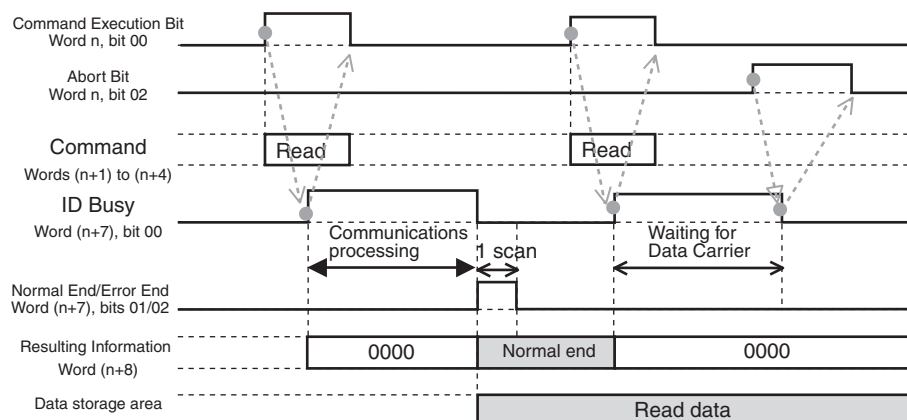 Command Execution Bit
Word n, bit 00
Abort Bit
Word n, bit 02
Command
Words (n+1) to (n+4)
Read
Read
ID Busy
Word (n+7), bit 00
Communications
processing
1 scan
Waiting for
Data Carrier
Normal End/Error End
Word (n+7), bits 01/02
Resulting Information
Word (n+8)
0000
Normal end
0000
Data storage area
Read data